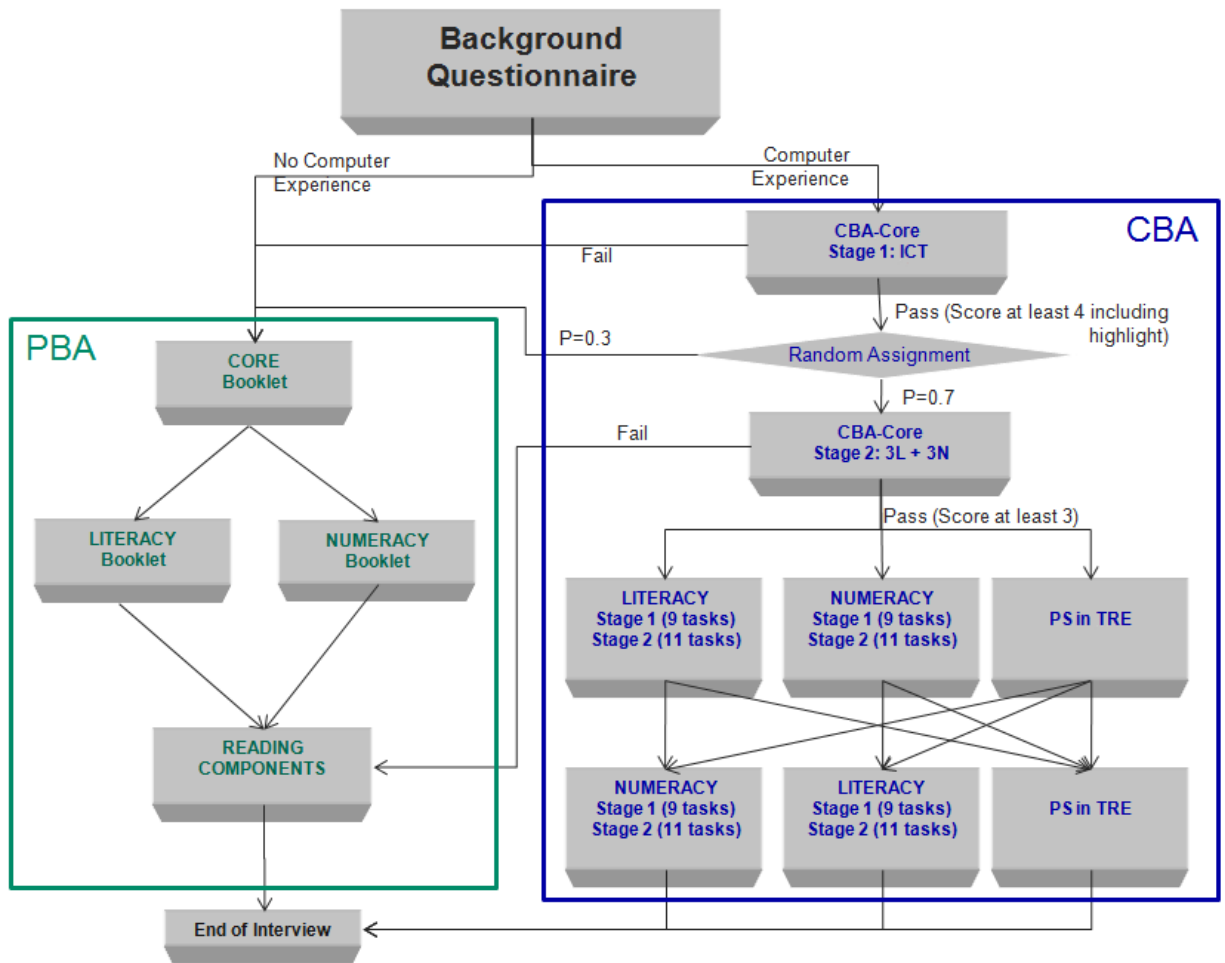 Background
Questionnaire
No Computer
Experience
Computer
Experience
CBA
CBA-Core
Stage 1: ICT
Fail
Pass (Score at least 4 including
highlight)
PBA
P=0.3
Random Assignment
CORE
Booklet
P=0.7
Fail
CBA-Core
Stage 2: 3L + 3N
Pass (Score at least 3)
LITERACY
Booklet
NUMERACY
Booklet
LITERACY
Stage 1 (9 tasks)
Stage 2 (11 tasks)
NUMERACY
Stage 1 (9 tasks)
Stage 2 (11 tasks)
PS in TRE
READING
COMPONENTS
NUMERACY
Stage 1 (9 tasks)
Stage 2 (11 tasks)
LITERACY
Stage 1 (9 tasks)
Stage 2 (11 tasks)
PS in TRE
End of Interview